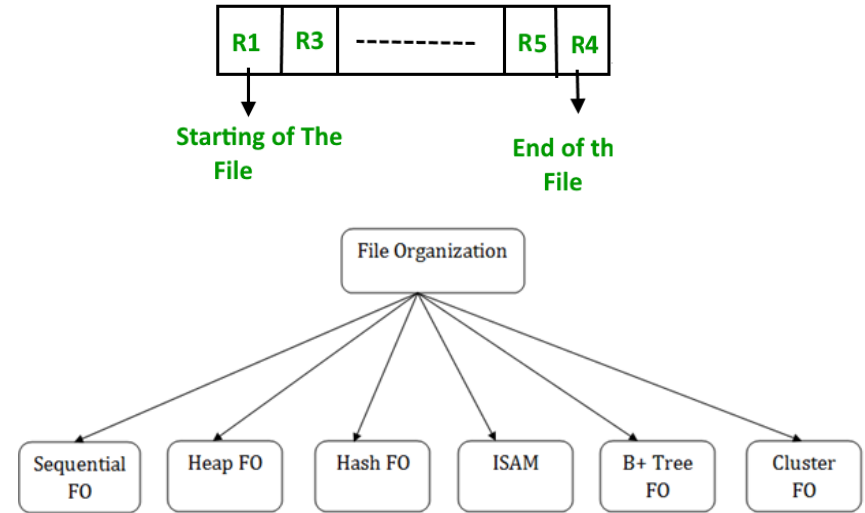 R1 R3 ---------- R5 R4
Starting of The
File
End of th
File
File Organization
Sequential
FO
Heap FO
Hash FO
ISAM
B+ Tree
FO
Cluster
FO